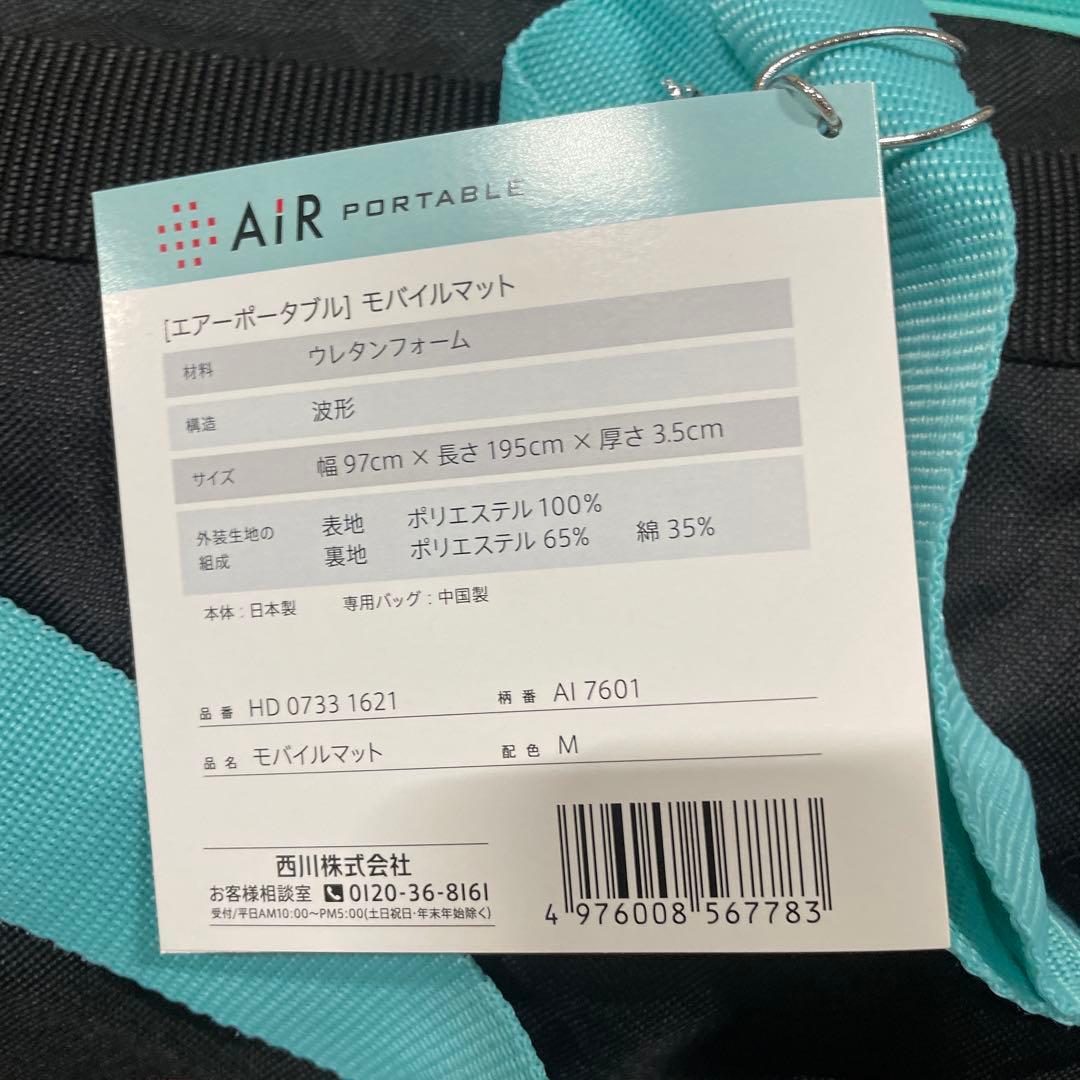 AiR PORTABLE
[エアーポータブル] モバイルマット
材料 ウレタンフォーム
構造 波形
サイズ 幅 97cm × 長さ 195cm × 厚さ 3.5cm
外装生地の組成 表地 ポリエステル 100%
裏地 ポリエステル 65% 綿 35%
本体 : 日本製 専用バッグ : 中国製
品番 HD 0733 1621 柄番 AI 7601
品名 モバイルマット 配色 M
西川株式会社
お客様相談室 0120-36-8161
受付/平日AM10:00〜PM5:00(土日祝日・年末年始除く)
4 976008 567783